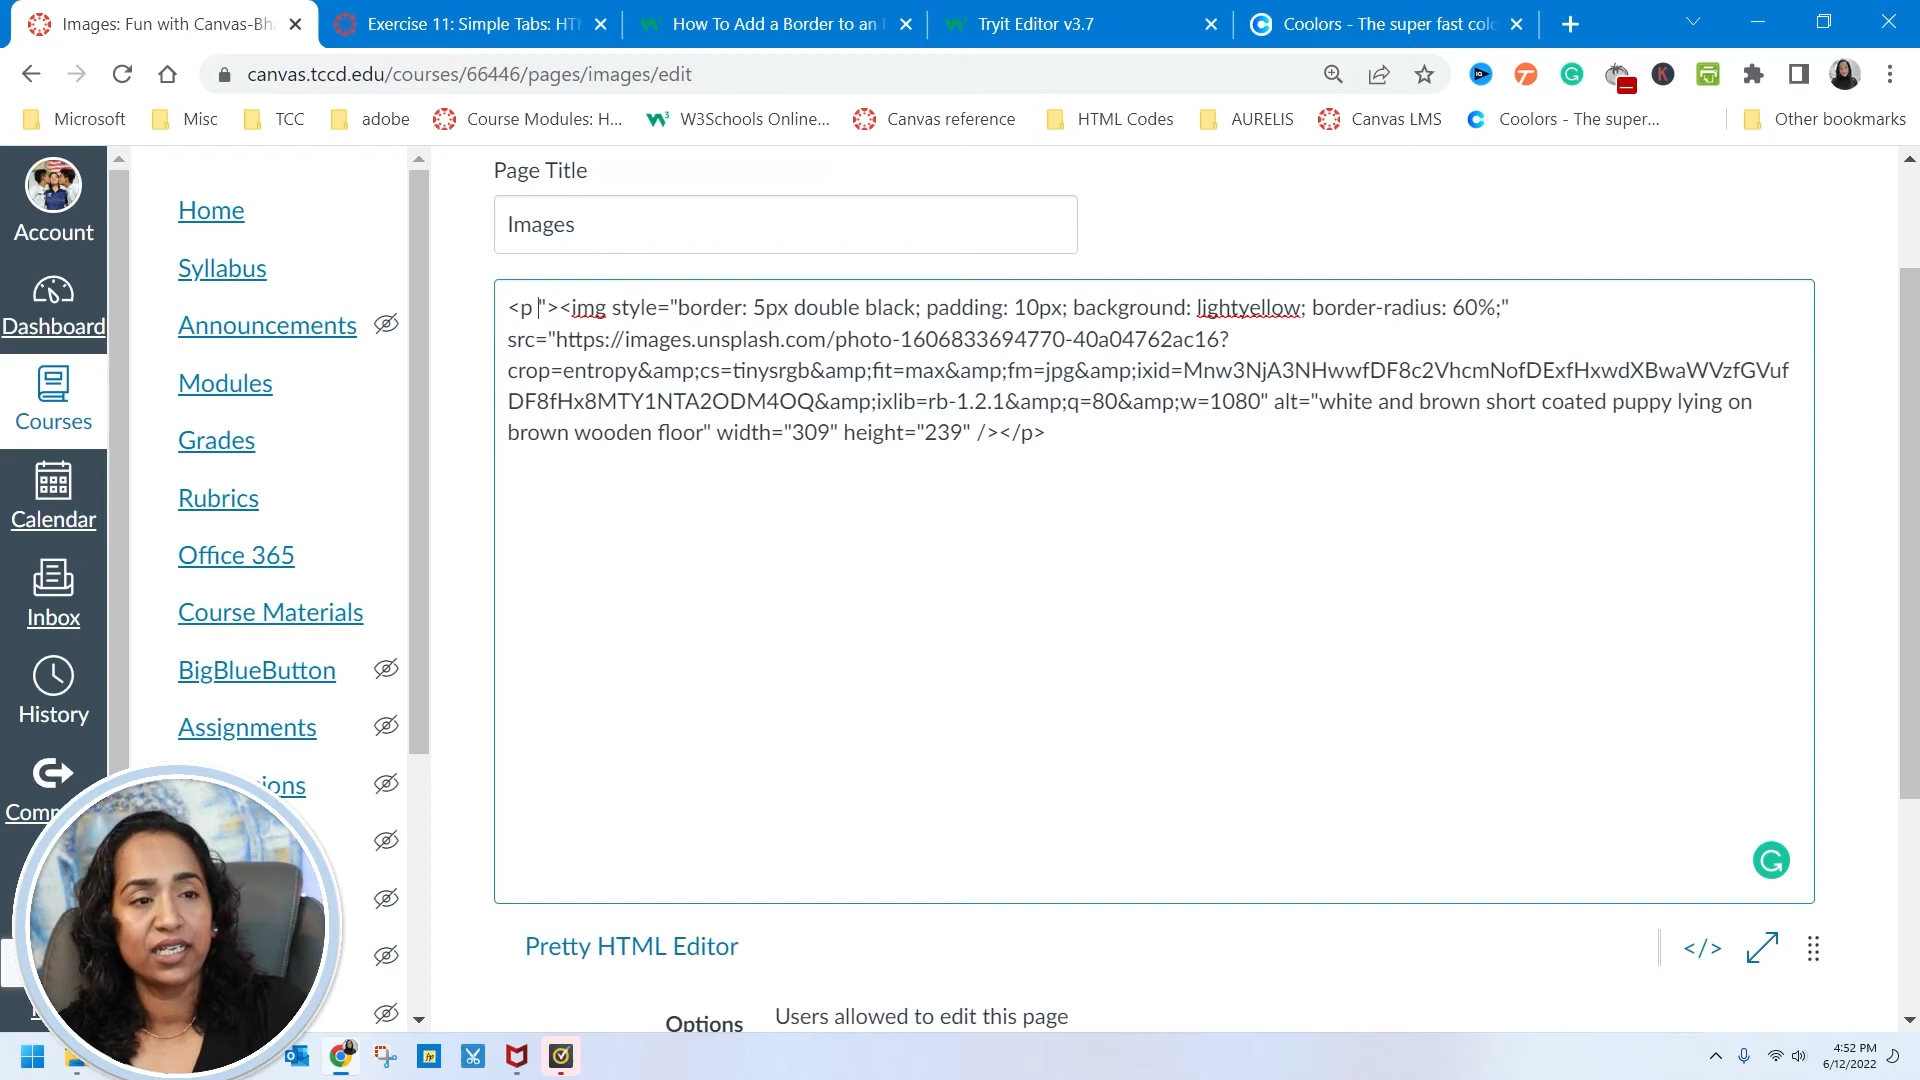 Images: Fun with Canvas-Bh
Exercise 11: Simple Tabs: HT
How To Add a Border to an
Tryit Editor v3.7
Coolors - The super fast col
canvas.tccd.edu/courses/66446/pages/images/edit
Microsoft
Misc
TCC
adobe
Course Modules: H...
W3Schools Online...
Canvas reference
HTML Codes
AURELIS
Canvas LMS
Coolors - The super...
Other bookmarks
Account
Dashboard
Courses
Calendar
Inbox
History
Comm
Home
Syllabus
Announcements
Modules
Grades
Rubrics
Office 365
Course Materials
BigBlueButton
Assignments
ions
Page Title
Images
<p "><img style="border: 5px double black; padding: 10px; background: lightyellow; border-radius: 60%;"
src="https://images.unsplash.com/photo-1606833694770-40a04762ac16?
crop=entropy&amp;cs=tinysrgb&amp;fit=max&amp;fm=jpg&amp;ixid=Mnw3NjA3NHwwfDF8c2VhcmNofDExfHxwdXBwaWVzfGVuf
DF8fHx8MTY1NTA2ODM4OQ&amp;ixlib=rb-1.2.1&amp;q=80&amp;w=1080" alt="white and brown short coated puppy lying on
brown wooden floor" width="309" height="239" /></p>
Pretty HTML Editor
</>
Options
Users allowed to edit this page
4:52 PM
6/12/2022